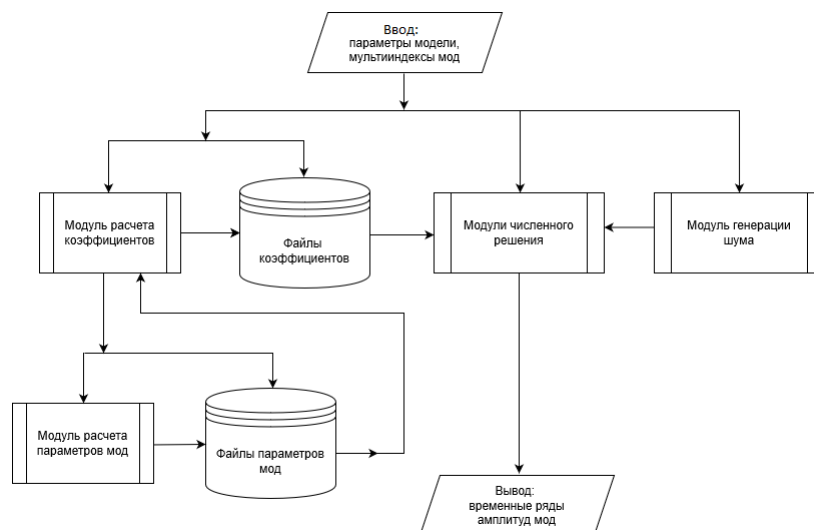 Ввод:
параметры модели,
мультииндексы мод
Модуль расчета
коэффициентов
Файлы
коэффициентов
Модули численного
решения
Модуль генерации
шума
Модуль расчета
параметров мод
Файлы параметров
мод
Вывод:
временные ряды
амплитуд мод